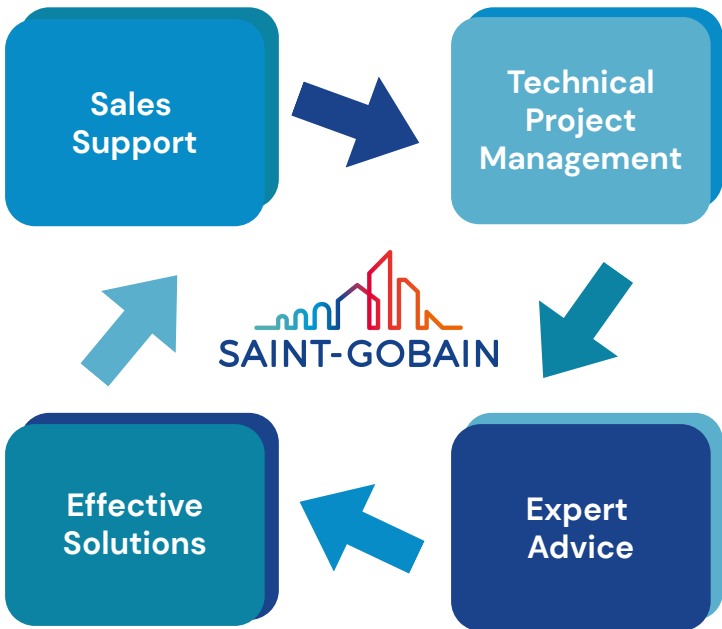 Sales
Support
Technical
Project
Management
SAINT-GOBAIN
Effective
Solutions
Expert
Advice